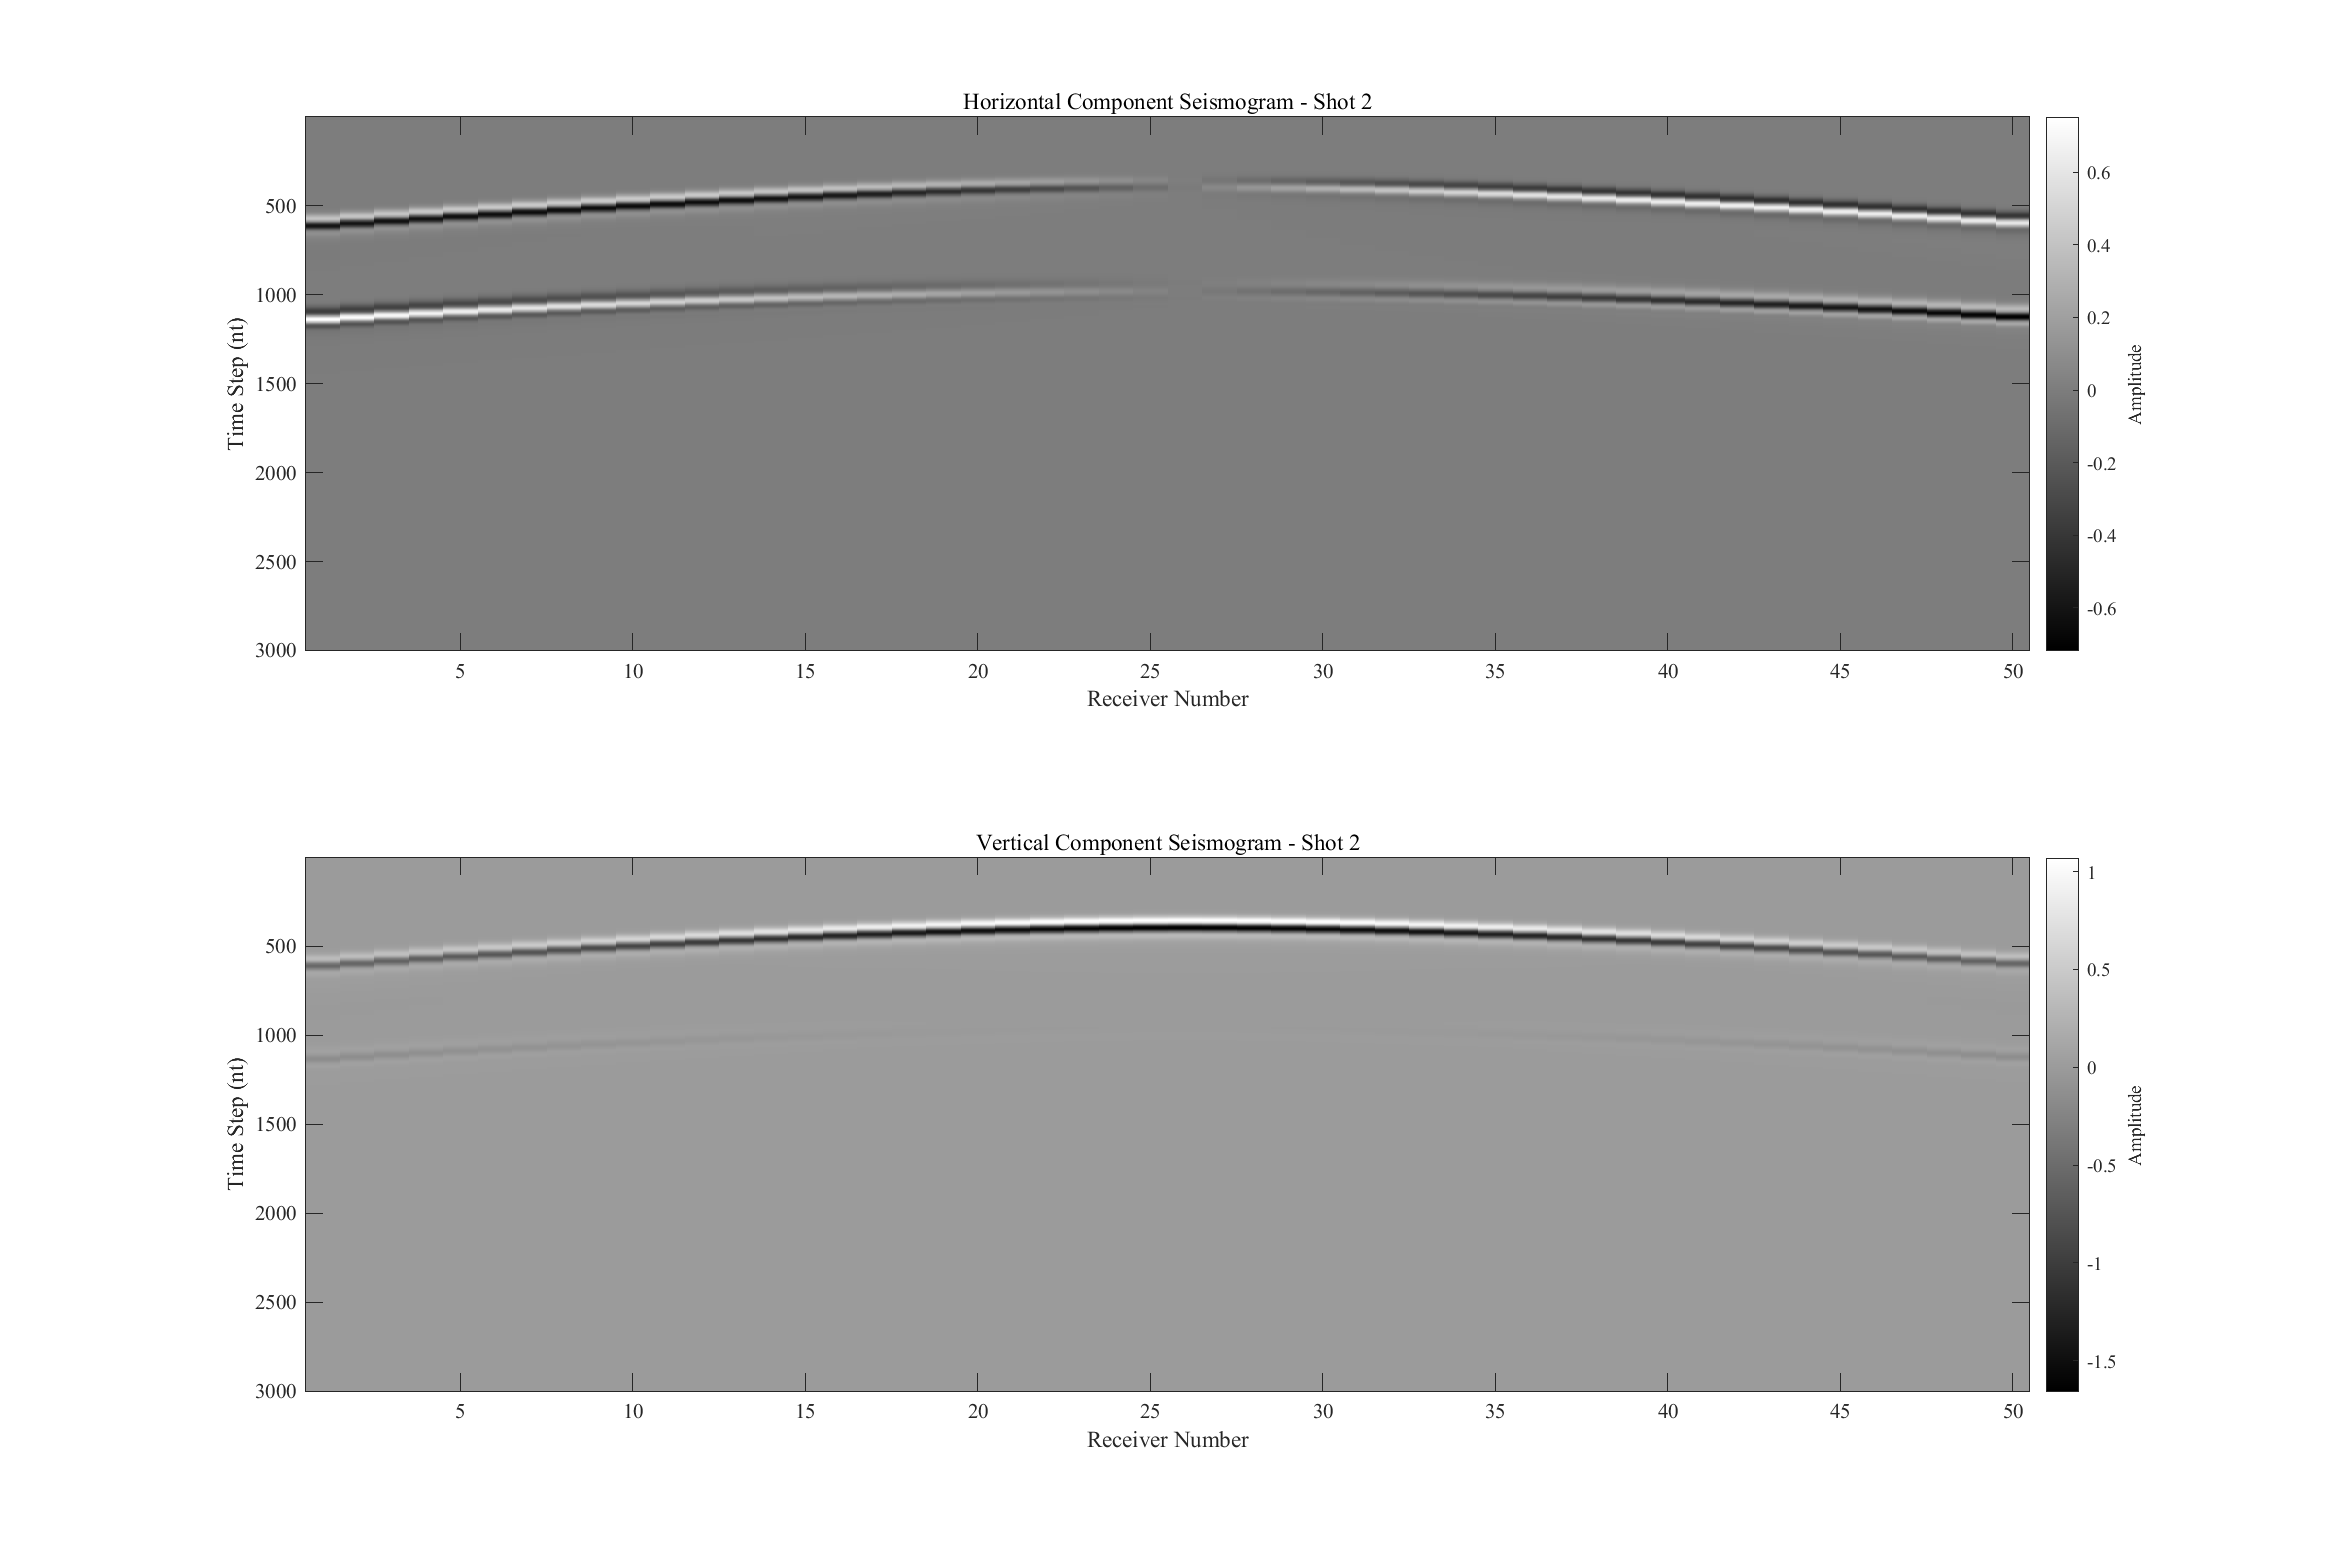 Horizontal Component Seismogram - Shot 2
Time Step (nt)
500
1000
1500
2000
2500
3000
5 10 15 20 25 30 35 40 45 50
Receiver Number
0.6
0.4
0.2
0
-0.2
-0.4
-0.6
Amplitude
Vertical Component Seismogram - Shot 2
Time Step (nt)
500
1000
1500
2000
2500
3000
5 10 15 20 25 30 35 40 45 50
Receiver Number
1
0.5
0
-0.5
-1
-1.5
Amplitude